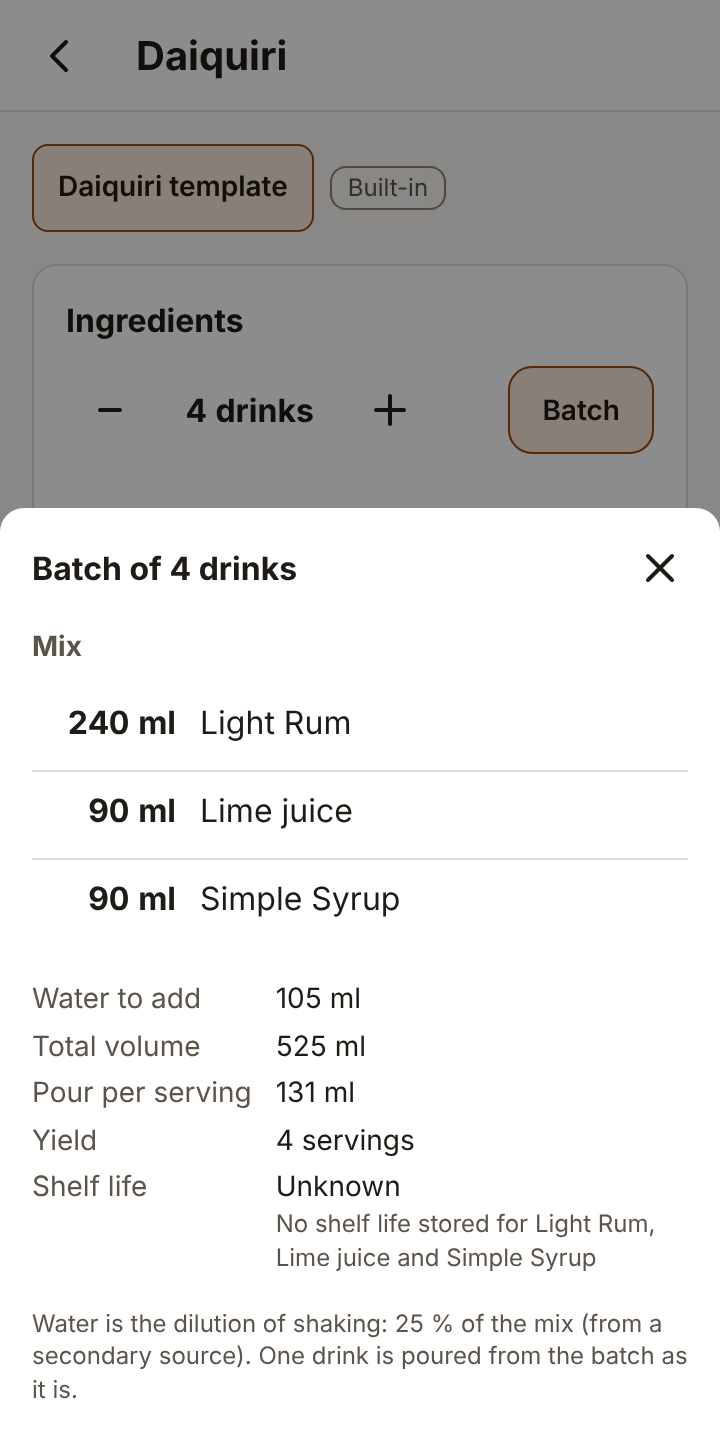 Daiquiri
Daiquiri template
Built-in
Ingredients
− 4 drinks +
Batch
Batch of 4 drinks
Mix
240 ml Light Rum
90 ml Lime juice
90 ml Simple Syrup
Water to add 105 ml
Total volume 525 ml
Pour per serving 131 ml
Yield 4 servings
Shelf life Unknown
No shelf life stored for Light Rum,
Lime juice and Simple Syrup
Water is the dilution of shaking: 25 % of the mix (from a
secondary source). One drink is poured from the batch as
it is.